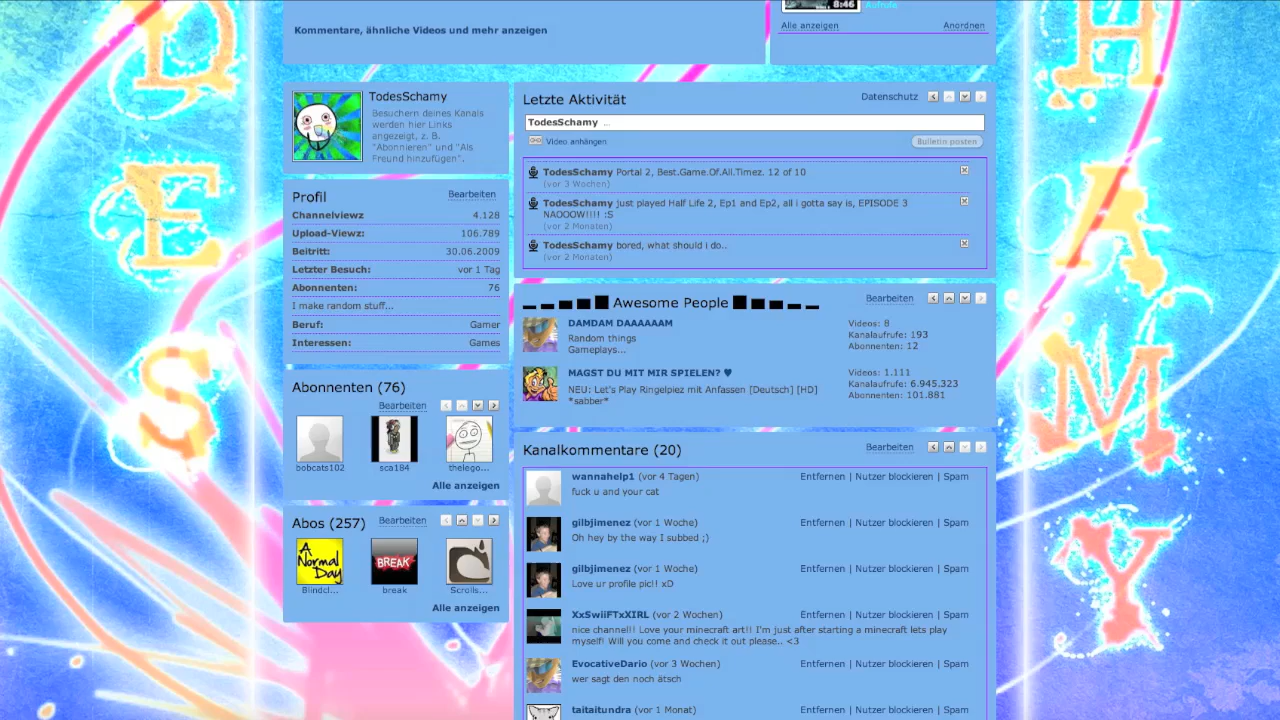 8:46
Aufrufe
Alle anzeigen
Anordnen
Kommentare, ähnliche Videos und mehr anzeigen
TodesSchamy
Besuchern deines Kanals
werden hier Links
angezeigt, z. B.
"Abonnieren" und "Als
Freund hinzufügen".
Profil
Bearbeiten
Channelviewz 4.128
Upload-Viewz: 106.789
Beitritt: 30.06.2009
Letzter Besuch: vor 1 Tag
Abonnenten: 76
I make random stuff...
Beruf: Gamer
Interessen: Games
Abonnenten (76)
Bearbeiten
bobcats102
sca184
thelego...
Alle anzeigen
Abos (257)
Bearbeiten
A
Normal
Day
BREAK
Blindcl...
break
Scrolls...
Alle anzeigen
Letzte Aktivität
Datenschutz
TodesSchamy ...
Video anhängen
Bulletin posten
TodesSchamy Portal 2, Best.Game.Of.All.Timez. 12 of 10
(vor 3 Wochen)
TodesSchamy just played Half Life 2, Ep1 and Ep2, all i gotta say is, EPISODE 3
NAOOOW!!!! :S
(vor 2 Monaten)
TodesSchamy bored, what should i do..
(vor 2 Monaten)
▁ ▂ ▃ ▅ ▇ Awesome People ▇ ▅ ▃ ▂ ▁
Bearbeiten
DAMDAM DAAAAAAM
Random things
Gameplays...
Videos: 8
Kanalaufrufe: 193
Abonnenten: 12
MAGST DU MIT MIR SPIELEN? ♥
NEU: Let's Play Ringelpiez mit Anfassen [Deutsch] [HD]
*sabber*
Videos: 1.111
Kanalaufrufe: 6.945.323
Abonnenten: 101.881
Kanalkommentare (20)
Bearbeiten
wannahelp1 (vor 4 Tagen)
Entfernen | Nutzer blockieren | Spam
fuck u and your cat
gilbjimenez (vor 1 Woche)
Entfernen | Nutzer blockieren | Spam
Oh hey by the way I subbed ;)
gilbjimenez (vor 1 Woche)
Entfernen | Nutzer blockieren | Spam
Love ur profile pic!! xD
XxSwiiFTxXIRL (vor 2 Wochen)
Entfernen | Nutzer blockieren | Spam
nice channel!! Love your minecraft art!! I'm just after starting a minecraft lets play
myself! Will you come and check it out please.. <3
EvocativeDario (vor 3 Wochen)
Entfernen | Nutzer blockieren | Spam
wer sagt den noch ätsch
taitaitundra (vor 1 Monat)
Entfernen | Nutzer blockieren | Spam
D
E
S
H
A
M
Y